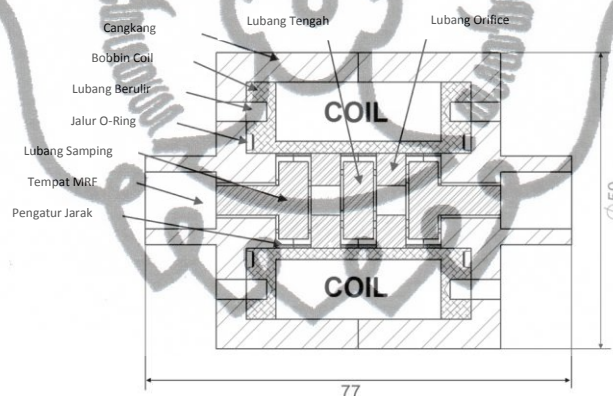 Cangkang
Lubang Tengah
Lubang Orifice
Bobbin Coil
Lubang Berulir
COIL
Jalur O-Ring
Lubang Samping
Tempat MRF
Pengatur Jarak
COIL
77